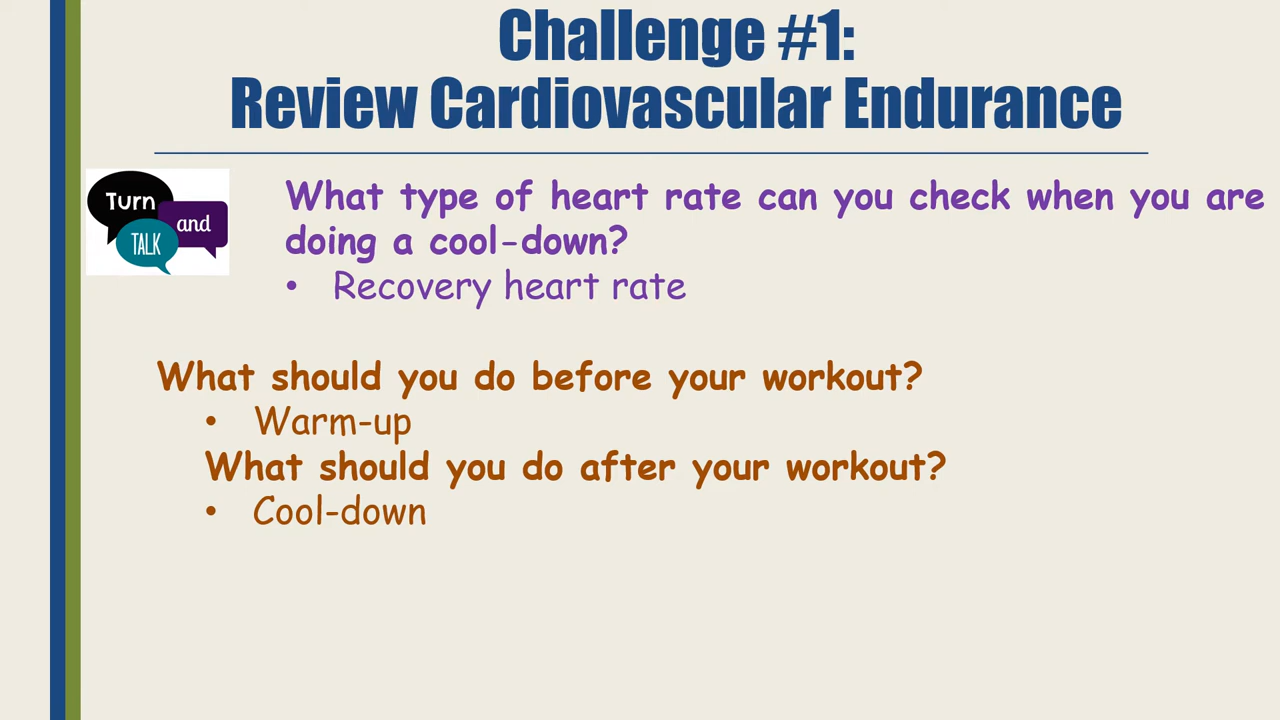 Challenge #1:
Review Cardiovascular Endurance
Turn
and
TALK
What type of heart rate can you check when you are
doing a cool-down?
• Recovery heart rate
What should you do before your workout?
• Warm-up
What should you do after your workout?
• Cool-down